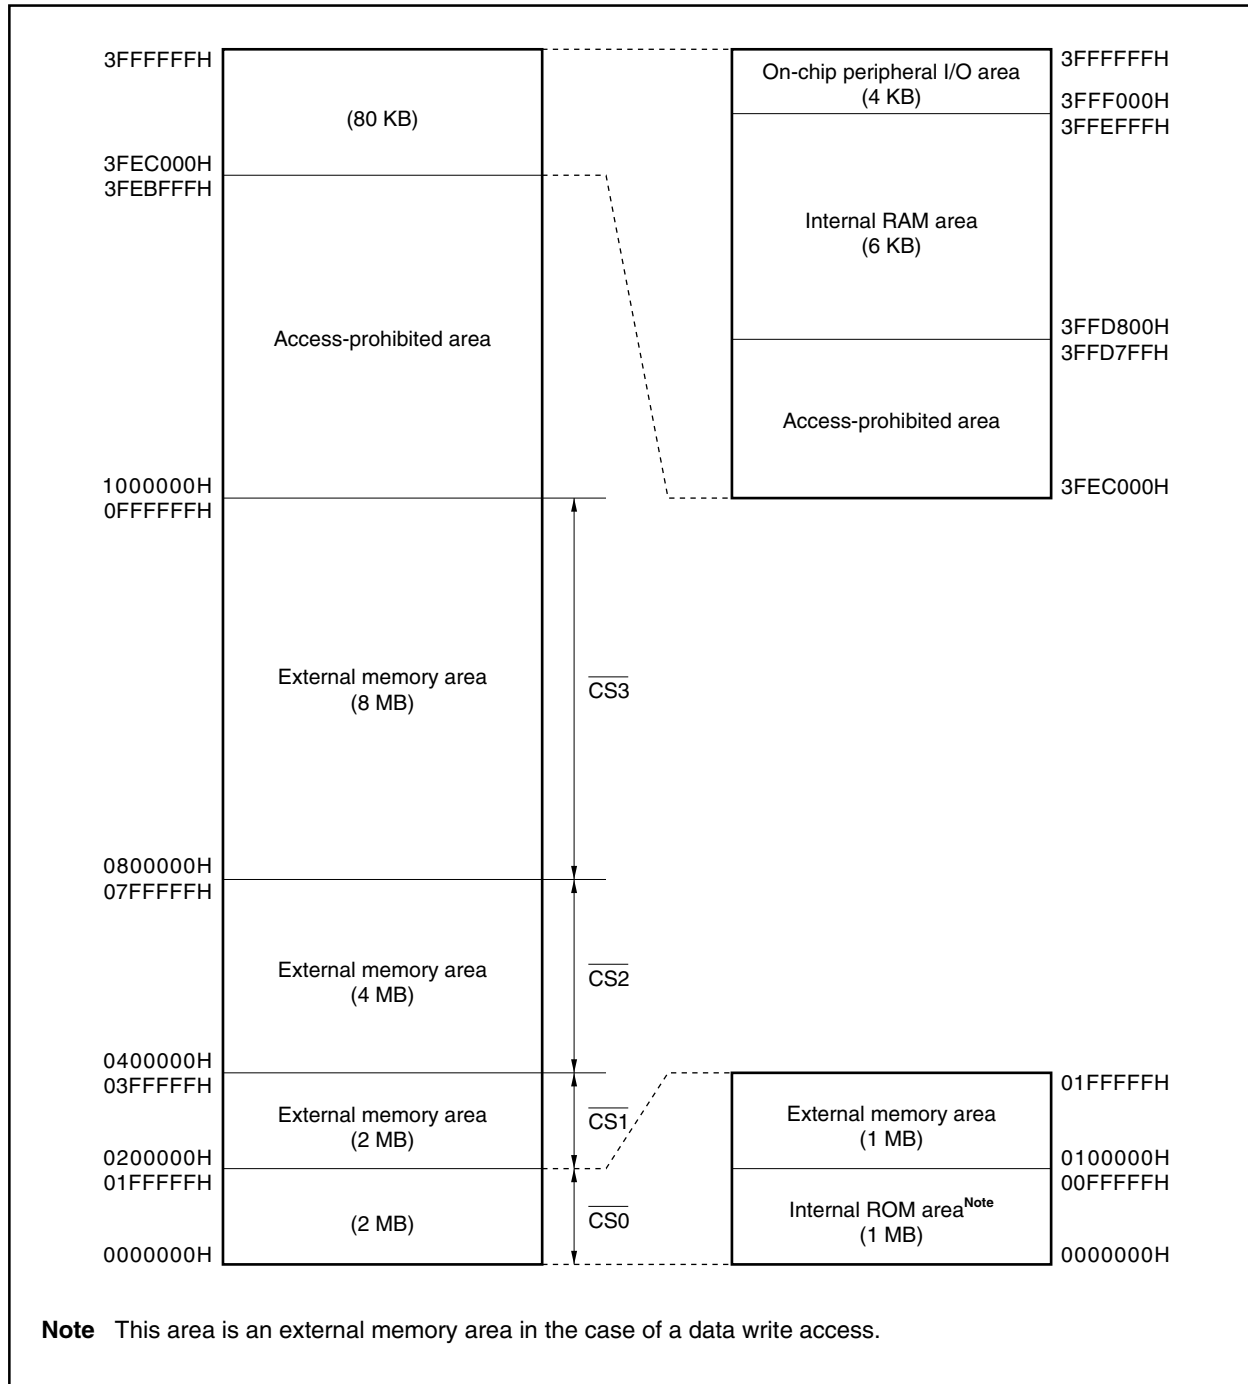 3FFFFFFH
(80 KB)
3FEC000H
3FEBFFFH
Access-prohibited area
1000000H
0FFFFFFH
External memory area
(8 MB)
CS3
0800000H
07FFFFFH
External memory area
(4 MB)
CS2
0400000H
03FFFFFH
External memory area
(2 MB)
CS1
0200000H
01FFFFFH
(2 MB)
CS0
0000000H
On-chip peripheral I/O area
(4 KB)
3FFFFFFH
3FFF000H
3FFEFFFH
Internal RAM area
(6 KB)
3FFD800H
3FFD7FFH
Access-prohibited area
3FEC000H
01FFFFFH
External memory area
(1 MB)
0100000H
00FFFFFH
Internal ROM areaNote
(1 MB)
0000000H
Note This area is an external memory area in the case of a data write access.